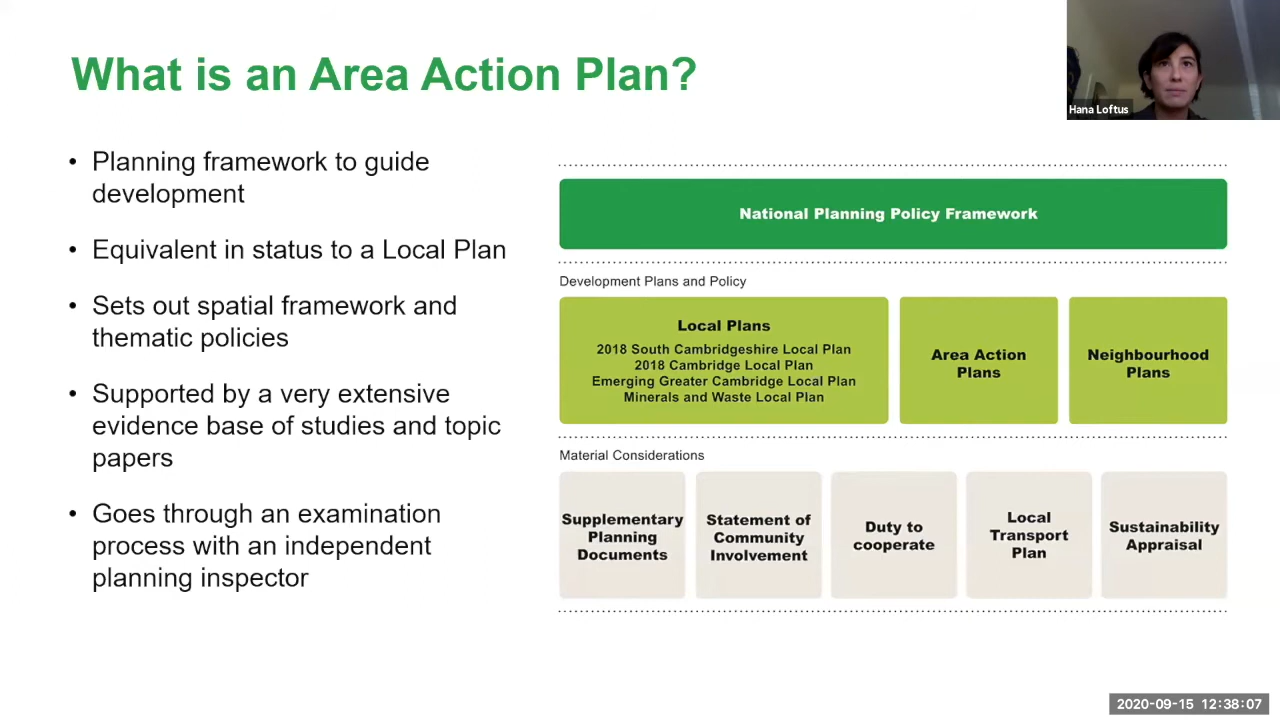 What is an Area Action Plan?
Hana Loftus
• Planning framework to guide
development
• Equivalent in status to a Local Plan
• Sets out spatial framework and
thematic policies
• Supported by a very extensive
evidence base of studies and topic
papers
• Goes through an examination
process with an independent
planning inspector
National Planning Policy Framework
Development Plans and Policy
Local Plans
2018 South Cambridgeshire Local Plan
2018 Cambridge Local Plan
Emerging Greater Cambridge Local Plan
Minerals and Waste Local Plan
Area Action
Plans
Neighbourhood
Plans
Material Considerations
Supplementary
Planning
Documents
Statement of
Community
Involvement
Duty to
cooperate
Local
Transport
Plan
Sustainability
Appraisal
2020-09-15 12:38:07